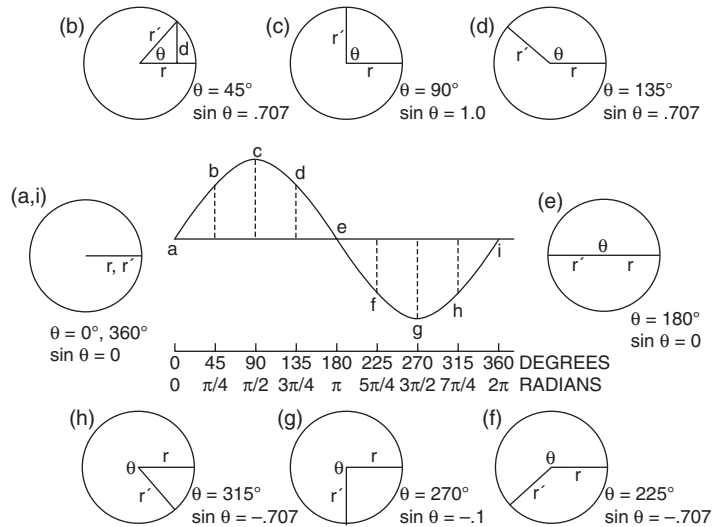 (b)
r´
θ
d
r
θ = 45°
sin θ = .707
(c)
r´
θ
r
θ = 90°
sin θ = 1.0
(d)
r´
θ
r
θ = 135°
sin θ = .707
(a,i)
r, r´
θ = 0°, 360°
sin θ = 0
a
b
c
d
e
f
g
h
i
(e)
θ
r´ r
θ = 180°
sin θ = 0
0 45 90 135 180 225 270 315 360 DEGREES
0 π/4 π/2 3π/4 π 5π/4 3π/2 7π/4 2π RADIANS
(h)
θ
r
r´
θ = 315°
sin θ = –.707
(g)
θ
r
r´
θ = 270°
sin θ = –.1
(f)
θ
r´
r
θ = 225°
sin θ = –.707